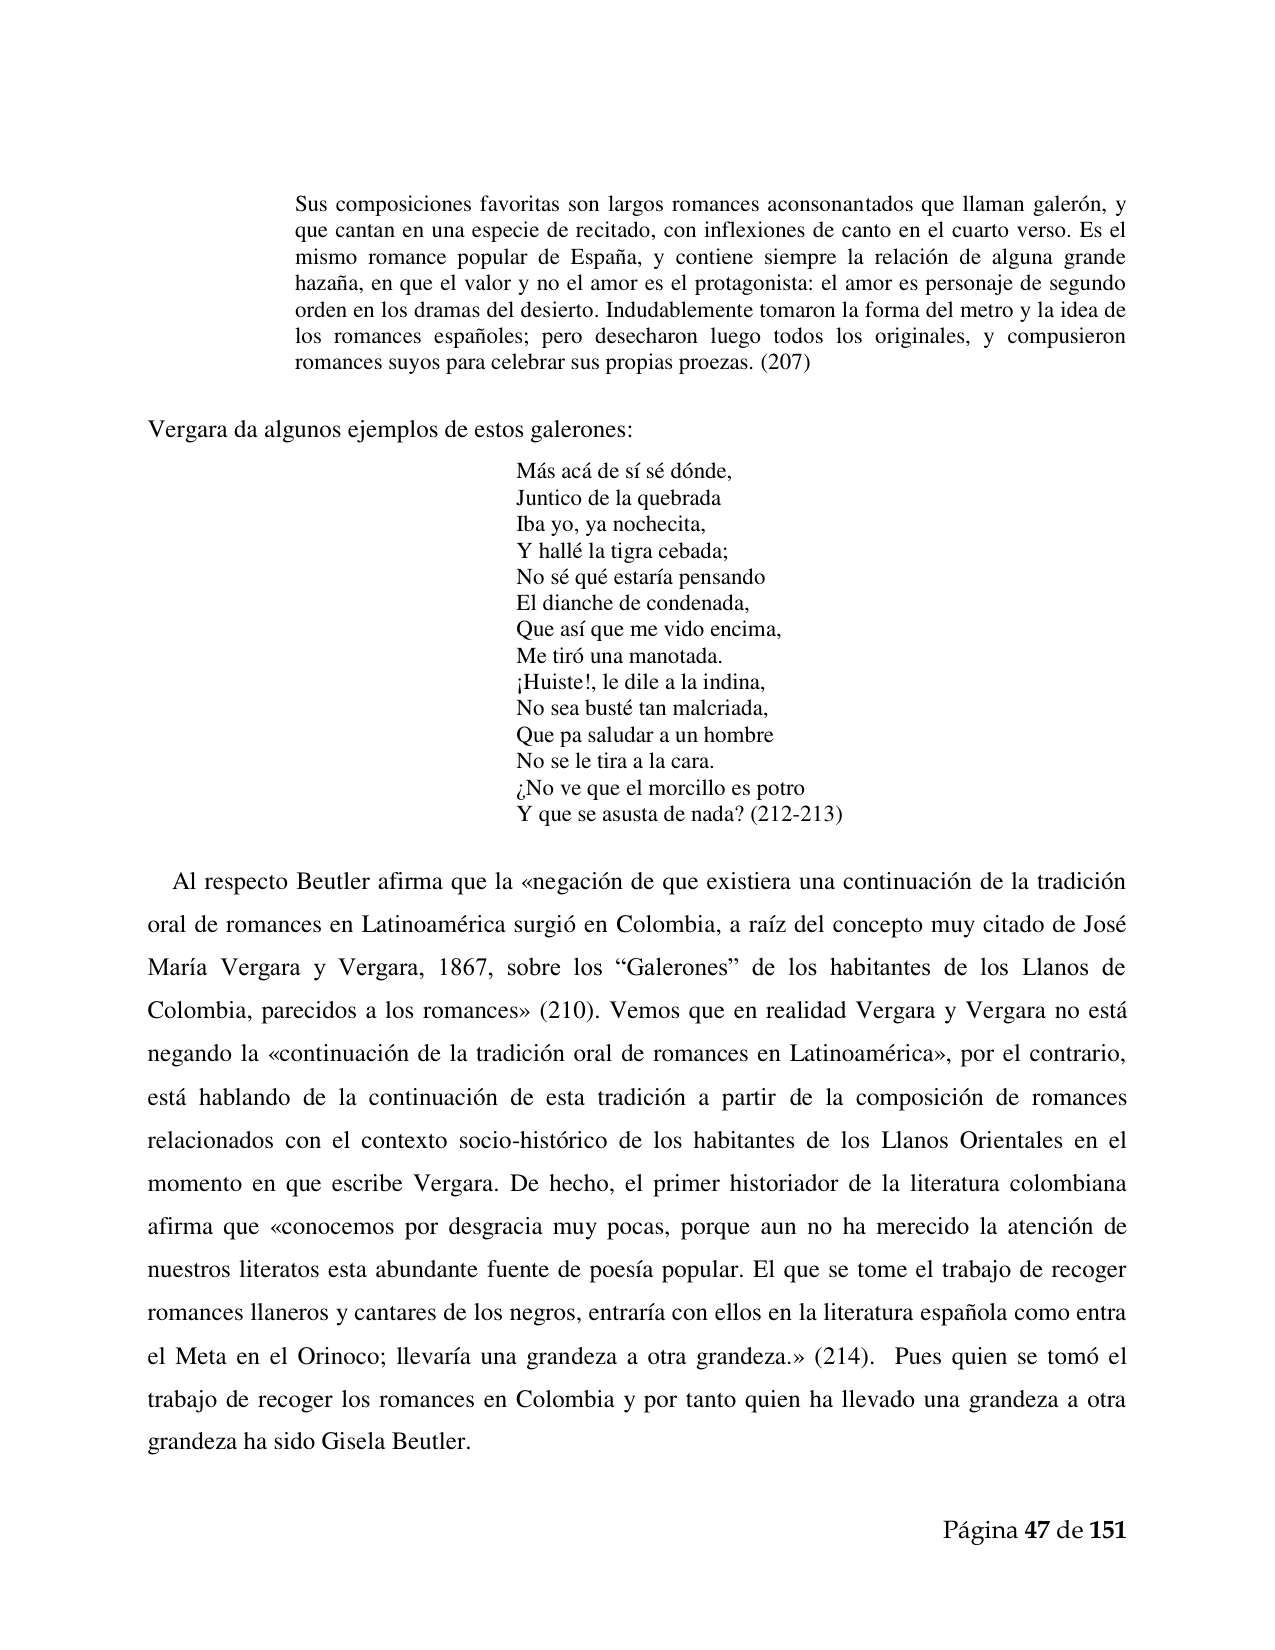 Sus composiciones favoritas son largos romances aconsonantados que llaman galerón, y
que cantan en una especie de recitado, con inflexiones de canto en el cuarto verso. Es el
mismo romance popular de España, y contiene siempre la relación de alguna grande
hazaña, en que el valor y no el amor es el protagonista: el amor es personaje de segundo
orden en los dramas del desierto. Indudablemente tomaron la forma del metro y la idea de
los romances españoles; pero desecharon luego todos los originales, y compusieron
romances suyos para celebrar sus propias proezas. (207)
Vergara da algunos ejemplos de estos galerones:
Más acá de sí sé dónde,
Juntico de la quebrada
Iba yo, ya nochecita,
Y hallé la tigra cebada;
No sé qué estaría pensando
El dianche de condenada,
Que así que me vido encima,
Me tiró una manotada.
¡Huiste!, le dile a la indina,
No sea busté tan malcriada,
Que pa saludar a un hombre
No se le tira a la cara.
¿No ve que el morcillo es potro
Y que se asusta de nada? (212-213)
Al respecto Beutler afirma que la «negación de que existiera una continuación de la tradición
oral de romances en Latinoamérica surgió en Colombia, a raíz del concepto muy citado de José
María Vergara y Vergara, 1867, sobre los “Galerones” de los habitantes de los Llanos de
Colombia, parecidos a los romances» (210). Vemos que en realidad Vergara y Vergara no está
negando la «continuación de la tradición oral de romances en Latinoamérica», por el contrario,
está hablando de la continuación de esta tradición a partir de la composición de romances
relacionados con el contexto socio-histórico de los habitantes de los Llanos Orientales en el
momento en que escribe Vergara. De hecho, el primer historiador de la literatura colombiana
afirma que «conocemos por desgracia muy pocas, porque aun no ha merecido la atención de
nuestros literatos esta abundante fuente de poesía popular. El que se tome el trabajo de recoger
romances llaneros y cantares de los negros, entraría con ellos en la literatura española como entra
el Meta en el Orinoco; llevaría una grandeza a otra grandeza.» (214).  Pues quien se tomó el
trabajo de recoger los romances en Colombia y por tanto quien ha llevado una grandeza a otra
grandeza ha sido Gisela Beutler.
Página 47 de 151